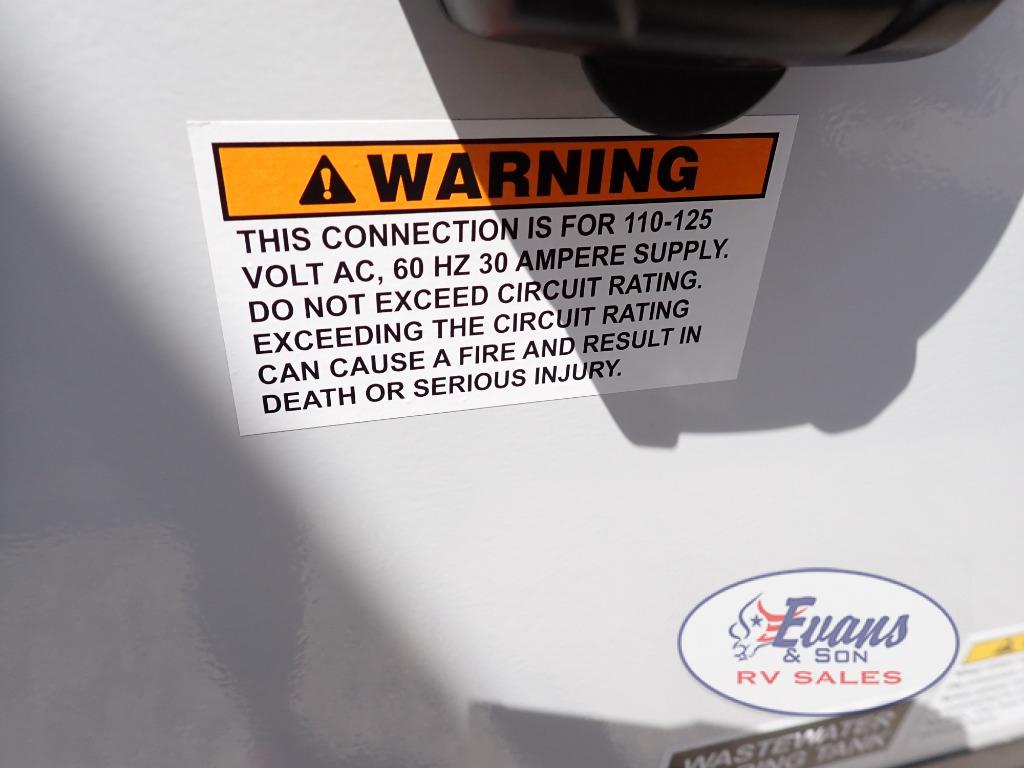 WARNING
THIS CONNECTION IS FOR 110-125
VOLT AC, 60 HZ 30 AMPERE SUPPLY.
DO NOT EXCEED CIRCUIT RATING.
EXCEEDING THE CIRCUIT RATING
CAN CAUSE A FIRE AND RESULT IN
DEATH OR SERIOUS INJURY.
Evans
& SON
RV SALES
WASTEWATER
TANK